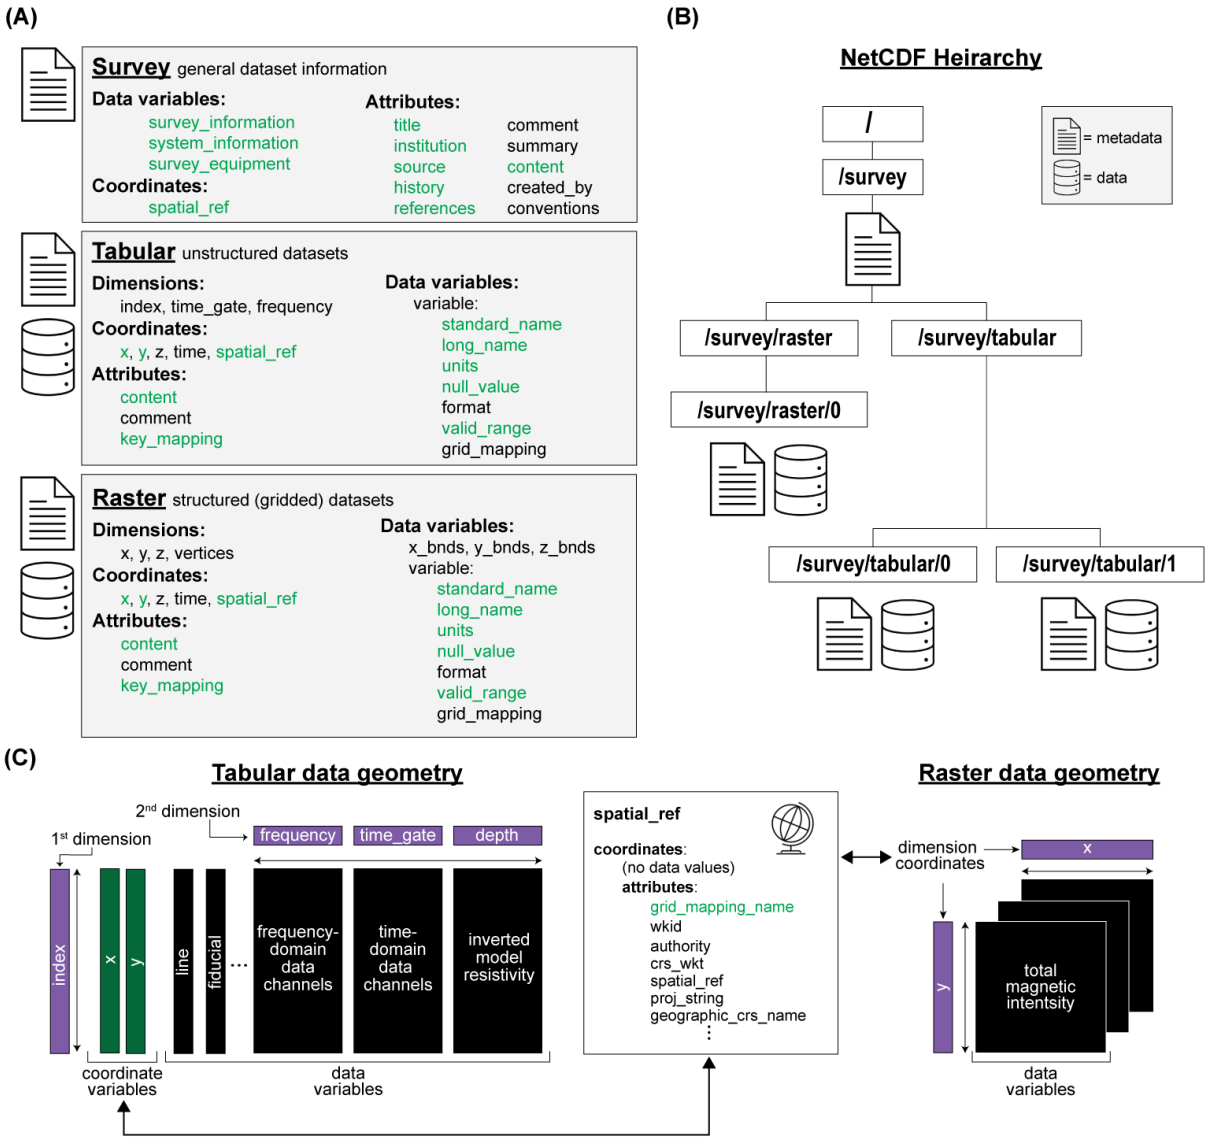 (A)
Survey general dataset information
Data variables:
survey_information
system_information
survey_equipment
Coordinates:
spatial_ref
Attributes:
title
institution
source
history
references
comment
summary
content
created_by
conventions
Tabular unstructured datasets
Dimensions:
index, time_gate, frequency
Coordinates:
x, y, z, time, spatial_ref
Attributes:
content
comment
key_mapping
Data variables:
variable:
standard_name
long_name
units
null_value
format
valid_range
grid_mapping
Raster structured (gridded) datasets
Dimensions:
x, y, z, vertices
Coordinates:
x, y, z, time, spatial_ref
Attributes:
content
comment
key_mapping
Data variables:
x_bnds, y_bnds, z_bnds
variable:
standard_name
long_name
units
null_value
format
valid_range
grid_mapping
(B)
NetCDF Heirarchy
/
/survey
= metadata
= data
/survey/raster
/survey/tabular
/survey/raster/0
/survey/tabular/0
/survey/tabular/1
(C)
Tabular data geometry
2nd dimension
1st dimension
frequency
time_gate
depth
index
x
y
line
fiducial
...
frequency-
domain
data
channels
time-
domain
data
channels
inverted
model
resistivity
coordinate
variables
data
variables
spatial_ref
coordinates:
(no data values)
attributes:
grid_mapping_name
wkid
authority
crs_wkt
spatial_ref
proj_string
geographic_crs_name
⋮
Raster data geometry
dimension
coordinates
x
y
total
magnetic
intentsity
data
variables